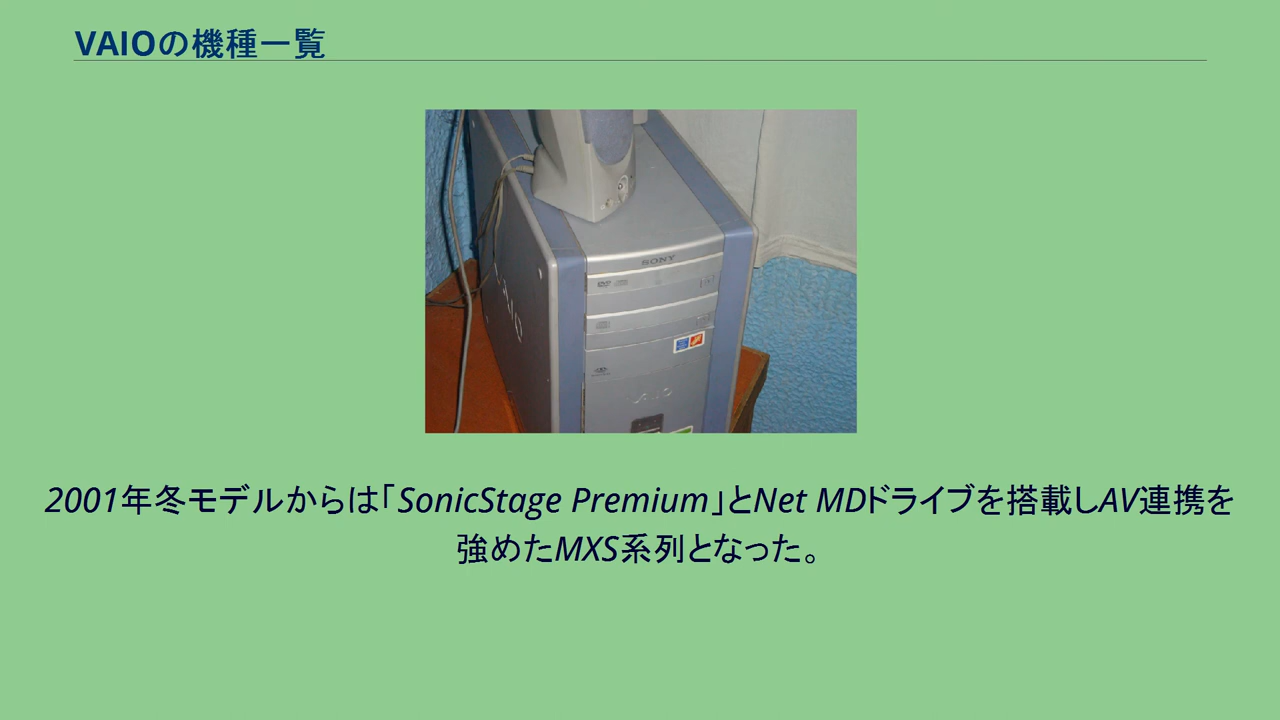 VAIOの機種一覧
SONY
VAIO
VAIO
2001年冬モデルからは「SonicStage Premium」とNet MDドライブを搭載しAV連携を
強めたMXS系列となった。